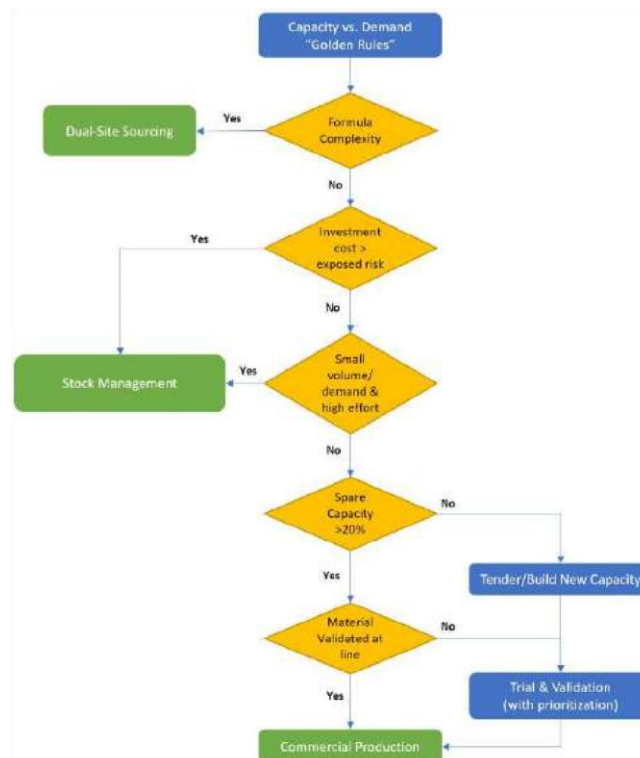 Capacity vs. Demand
"Golden Rules"
Yes
Dual-Site Sourcing
Formula
Complexity
No
Yes
Investment
cost >
exposed risk
No
Stock Management
Yes
Small
volume/
demand &
high effort
No
Spare
Capacity
>20%
No
Yes
Tender/Build New Capacity
Material
Validated at
line
No
Yes
Trial & Validation
(with prioritization)
Commercial Production